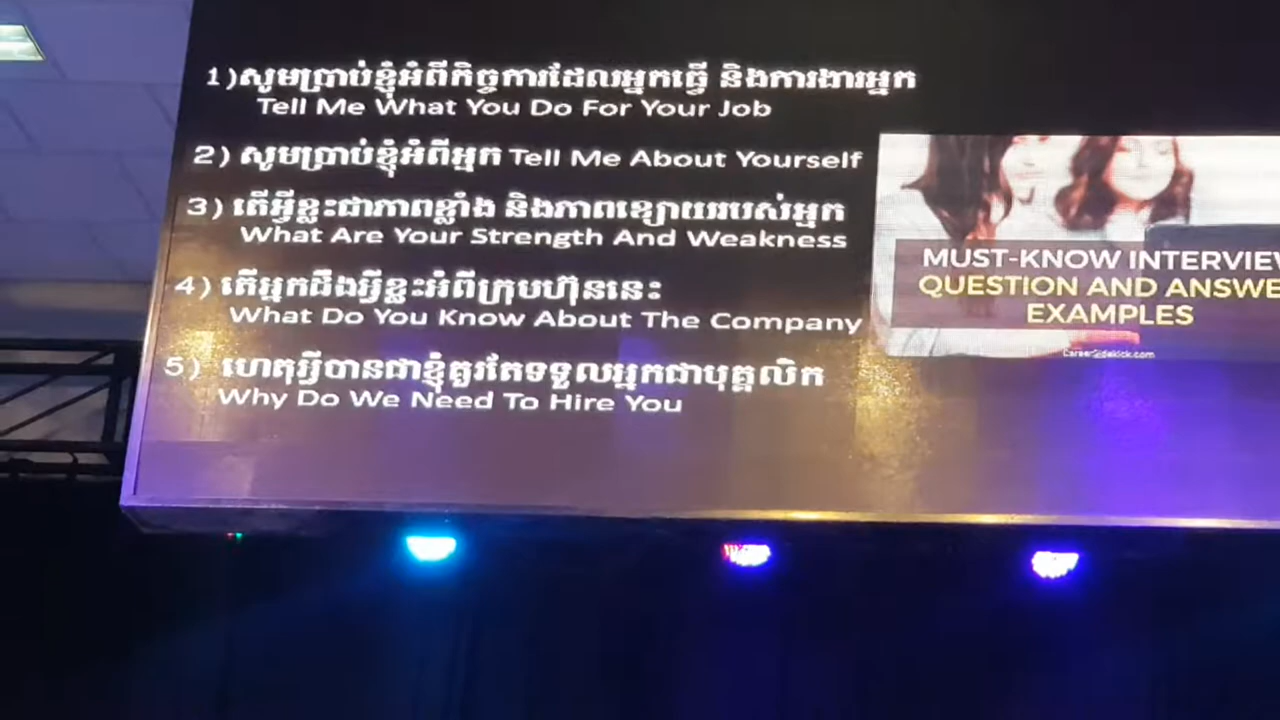 1)សូមប្រាប់ខ្ញុំអំពីកិច្ចការដែលអ្នកធ្វើ និងការងារអ្នក
Tell Me What You Do For Your Job
2) សូមប្រាប់ខ្ញុំអំពីអ្នក Tell Me About Yourself
3) តើអ្វីខ្លះជាភាពខ្លាំង និងភាពខ្សោយរបស់អ្នក
What Are Your Strength And Weakness
4) តើអ្នកដឹងអ្វីខ្លះអំពីក្រុមហ៊ុននេះ
What Do You Know About The Company
5) ហេតុអ្វីបានជាខ្ញុំគួរតែទទួលអ្នកជាបុគ្គលិក
Why Do We Need To Hire You
MUST-KNOW INTERVIEW
QUESTION AND ANSWE
EXAMPLES
CareerSidekick.com